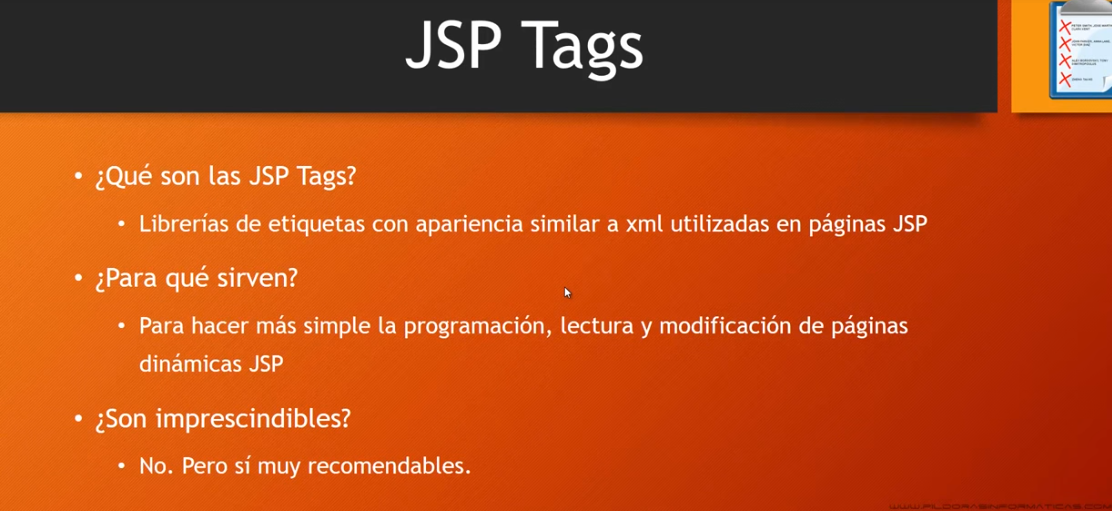 JSP Tags
• ¿Qué son las JSP Tags?
• Librerías de etiquetas con apariencia similar a xml utilizadas en páginas JSP
• ¿Para qué sirven?
• Para hacer más simple la programación, lectura y modificación de páginas
dinámicas JSP
• ¿Son imprescindibles?
• No. Pero sí muy recomendables.
WWW.PILDORASINFORMATICAS.COM